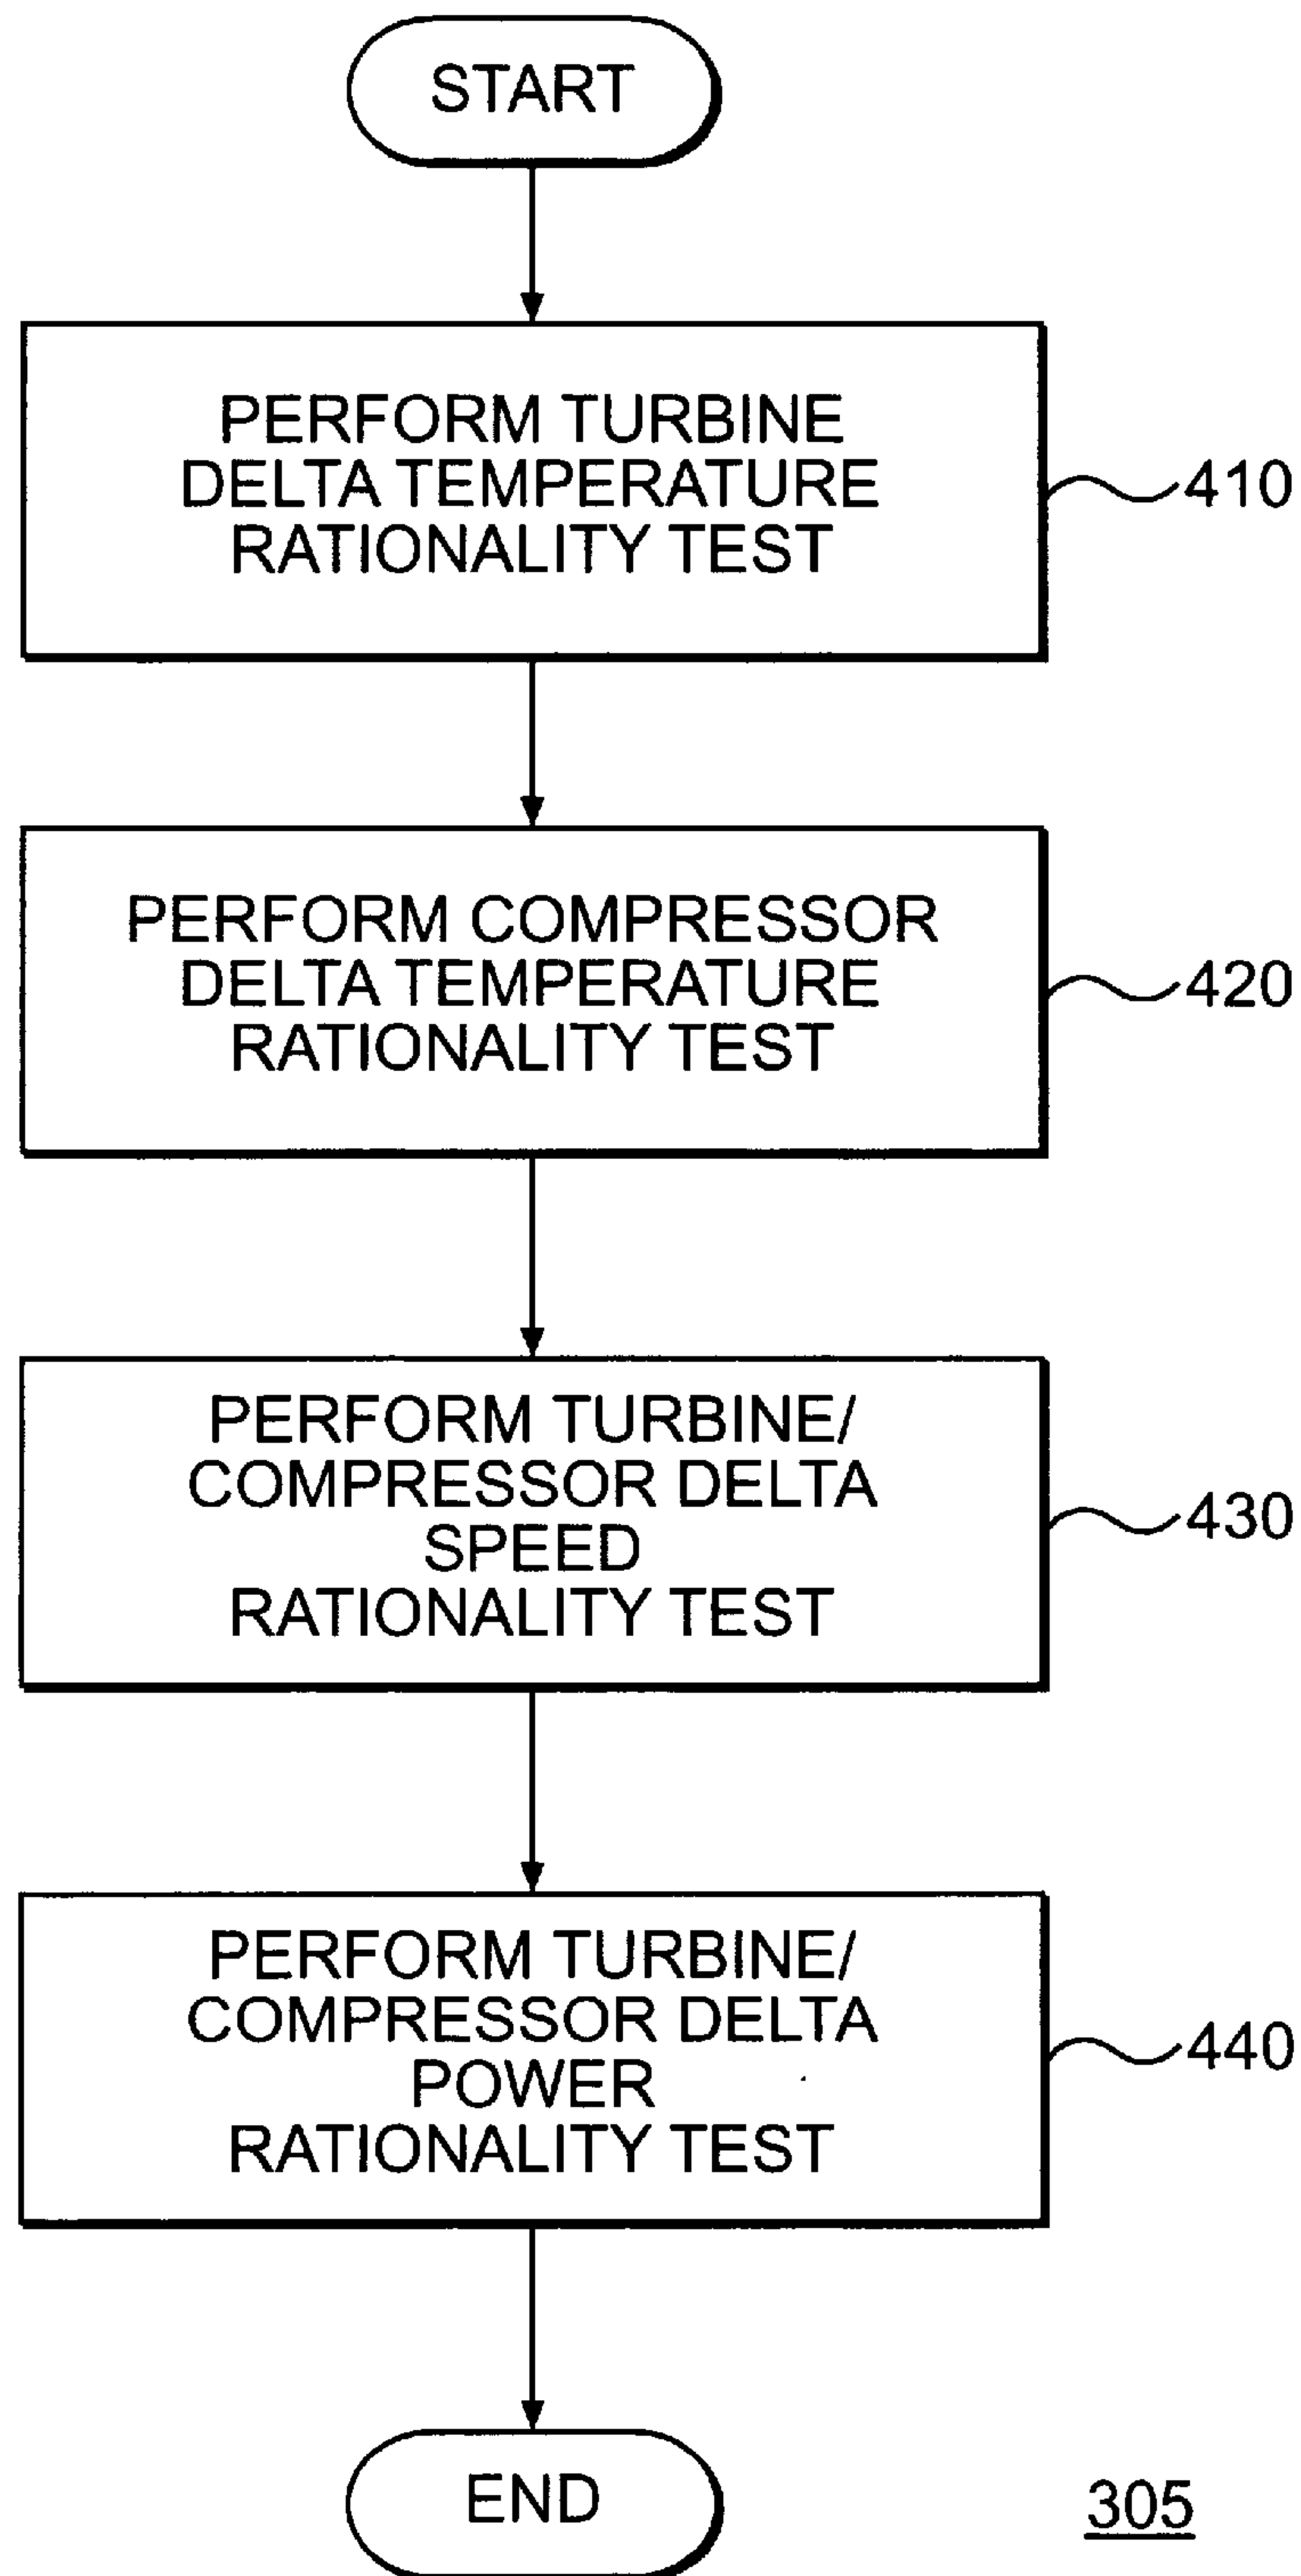 START
PERFORM TURBINE
DELTA TEMPERATURE
RATIONALITY TEST
410
PERFORM COMPRESSOR
DELTA TEMPERATURE
RATIONALITY TEST
420
PERFORM TURBINE/
COMPRESSOR DELTA
SPEED
RATIONALITY TEST
430
PERFORM TURBINE/
COMPRESSOR DELTA
POWER
RATIONALITY TEST
440
END
305